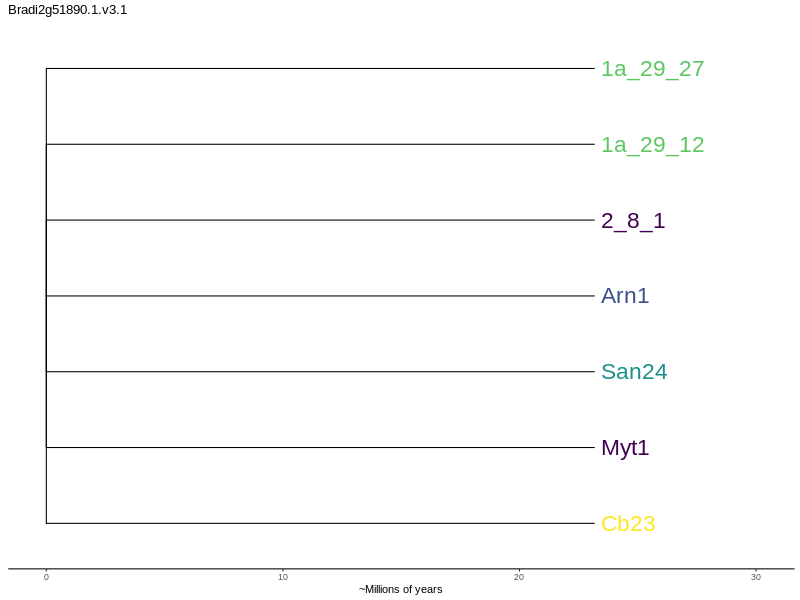 Bradi2g51890.1.v3.1
1a_29_27
1a_29_12
2_8_1
Arn1
San24
Myt1
Cb23
0 10 20 30
~Millions of years